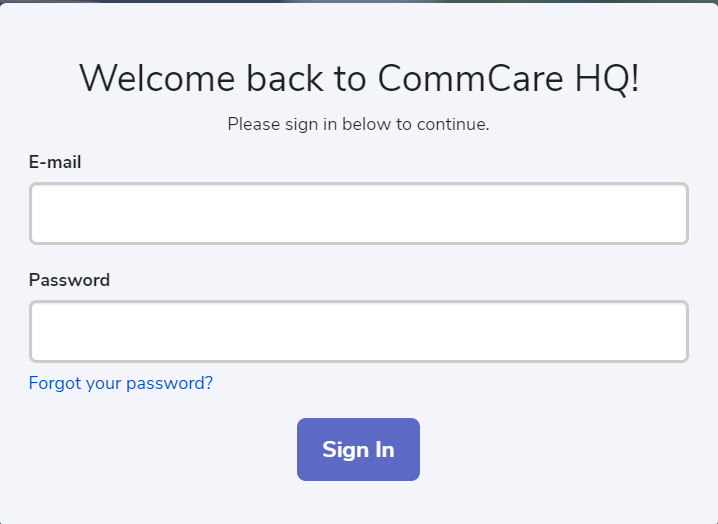 Welcome back to CommCare HQ!
Please sign in below to continue.
E-mail
Password
Forgot your password?
Sign In